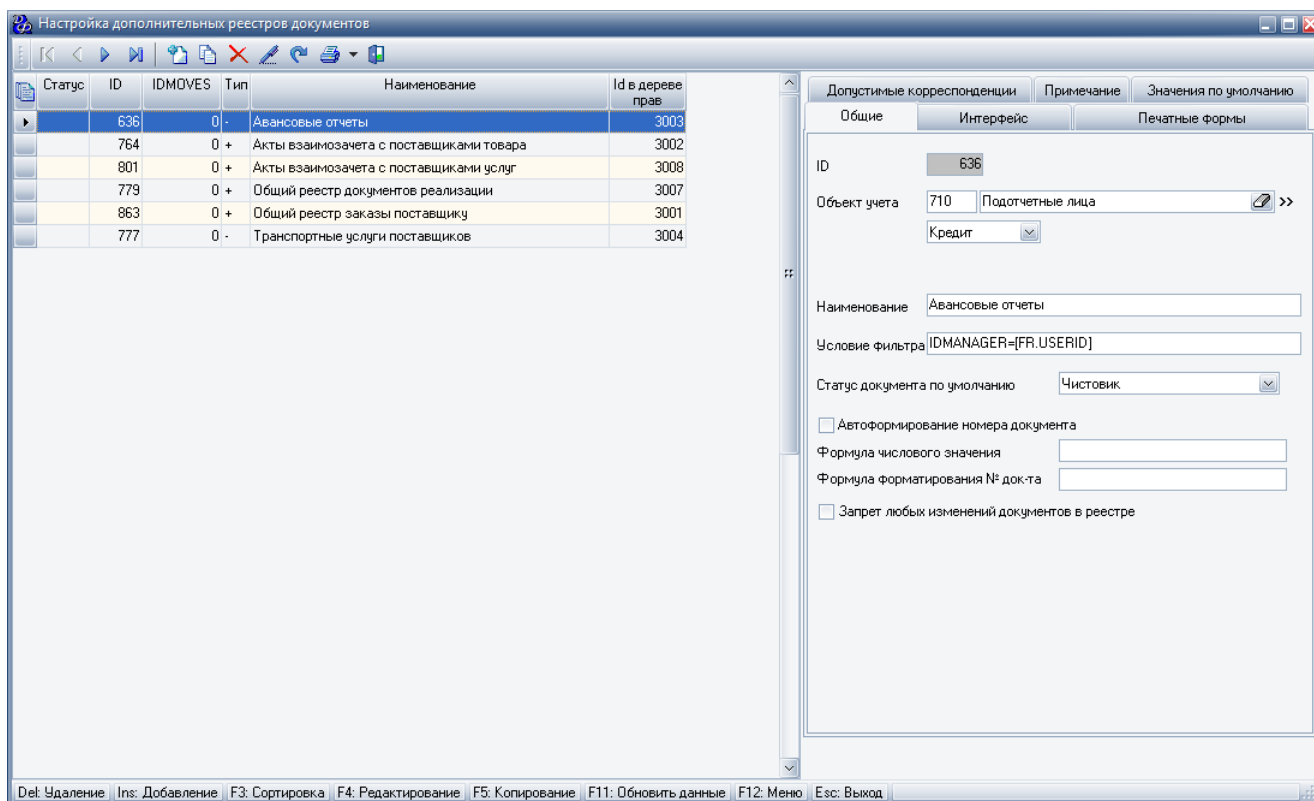 Настройка дополнительных реестров документов
Статус ID IDMOVES Тип Наименование Id в дереве прав
636 0 - Авансовые отчеты 3003
764 0 + Акты взаимозачета с поставщиками товара 3002
801 0 + Акты взаимозачета с поставщиками услуг 3008
779 0 + Общий реестр документов реализации 3007
863 0 + Общий реестр заказы поставщику 3001
777 0 - Транспортные услуги поставщиков 3004
Допустимые корреспонденции Примечание Значения по умолчанию
Общие Интерфейс Печатные формы
ID 636
Объект учета 710 Подотчетные лица >>
Кредит
Наименование Авансовые отчеты
Условие фильтра IDMANAGER=[FR.USERID]
Статус документа по умолчанию Чистовик
Автоформирование номера документа
Формула числового значения
Формула форматирования № док-та
Запрет любых изменений документов в реестре
Del: Удаление Ins: Добавление F3: Сортировка F4: Редактирование F5: Копирование F11: Обновить данные F12: Меню Esc: Выход